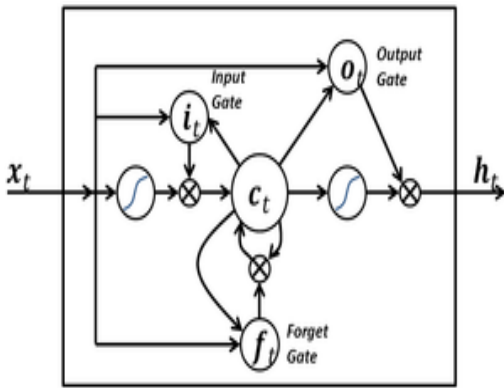 Output
Gate
o_t
Input
Gate
i_t
x_t
c_t
h_t
f_t
Forget
Gate